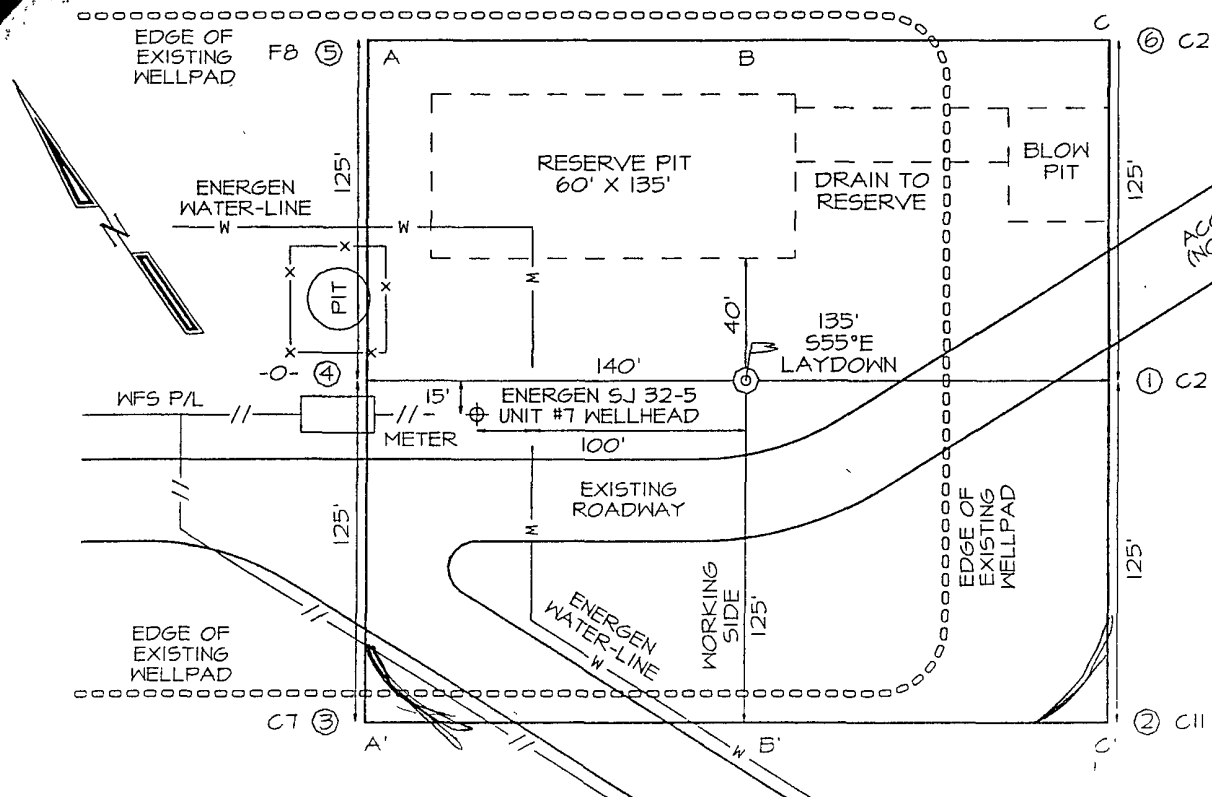 EDGE OF
EXISTING
WELLPAD
F8 ⑤
A
B
C
⑥ C2
RESERVE PIT
60' X 135'
DRAIN TO
RESERVE
BLOW
PIT
125'
125'
ENERGEN
WATER-LINE
W
W
N
PIT
W
40'
135'
S55°E
LAYDOWN
-0- ④
140'
① C2
WFS P/L
METER
15'
ENERGEN SJ 32-5
UNIT #7 WELLHEAD
100'
EXISTING
ROADWAY
W
125'
WORKING
SIDE
125'
EDGE OF
EXISTING
WELLPAD
125'
ENERGEN
WATER-LINE
W
EDGE OF
EXISTING
WELLPAD
C7 ③
A'
W
B'
C'
② C11